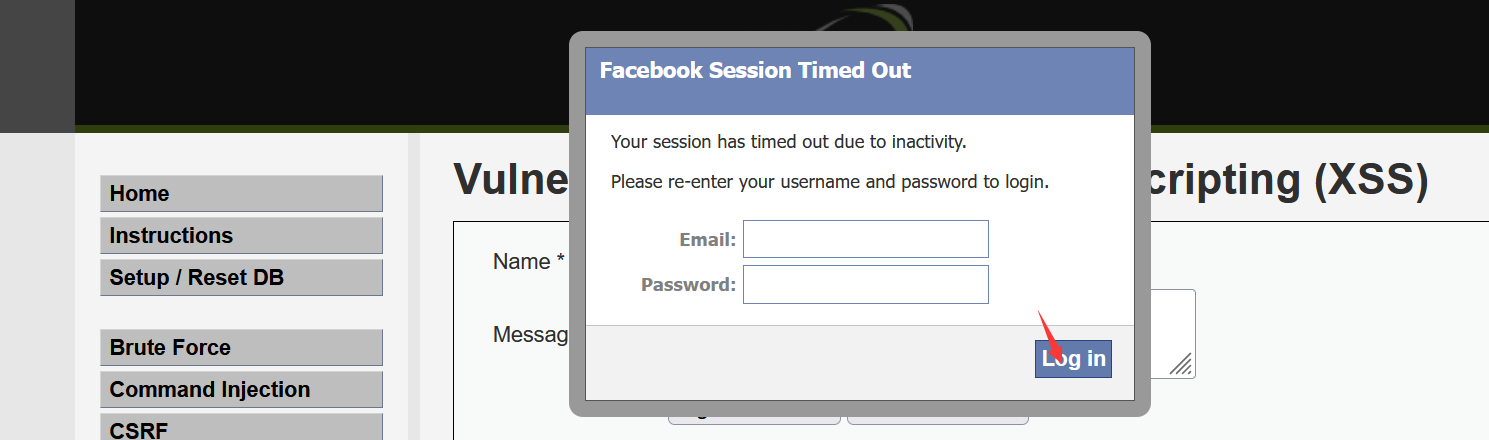 Facebook Session Timed Out
Your session has timed out due to inactivity.
Please re-enter your username and password to login.
Email:
Password:
Log in
Home
Instructions
Setup / Reset DB
Brute Force
Command Injection
CSRF
Vulne cripting (XSS)
Name *
Messag